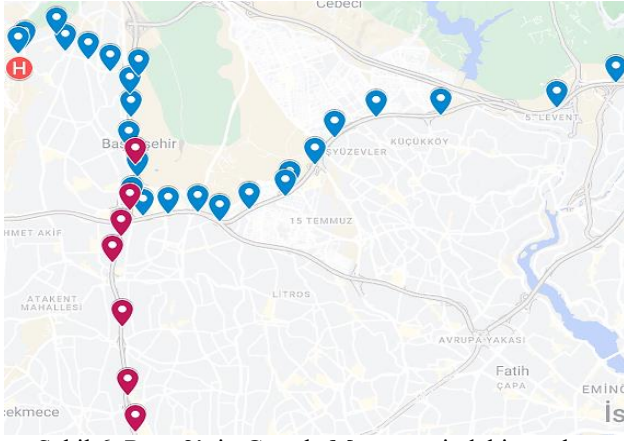 Cebeci
H
5. LEVENT
KÜÇÜKKÖY
Başakşehir
ŞYÜZEVLER
HMET AKİF
15 TEMMUZ
LİTROS
ATAKENT
MAHALLESİ
AVRUPA YAKASI
Fatih
ÇAPA
EMİNÖ
ekmece
İs